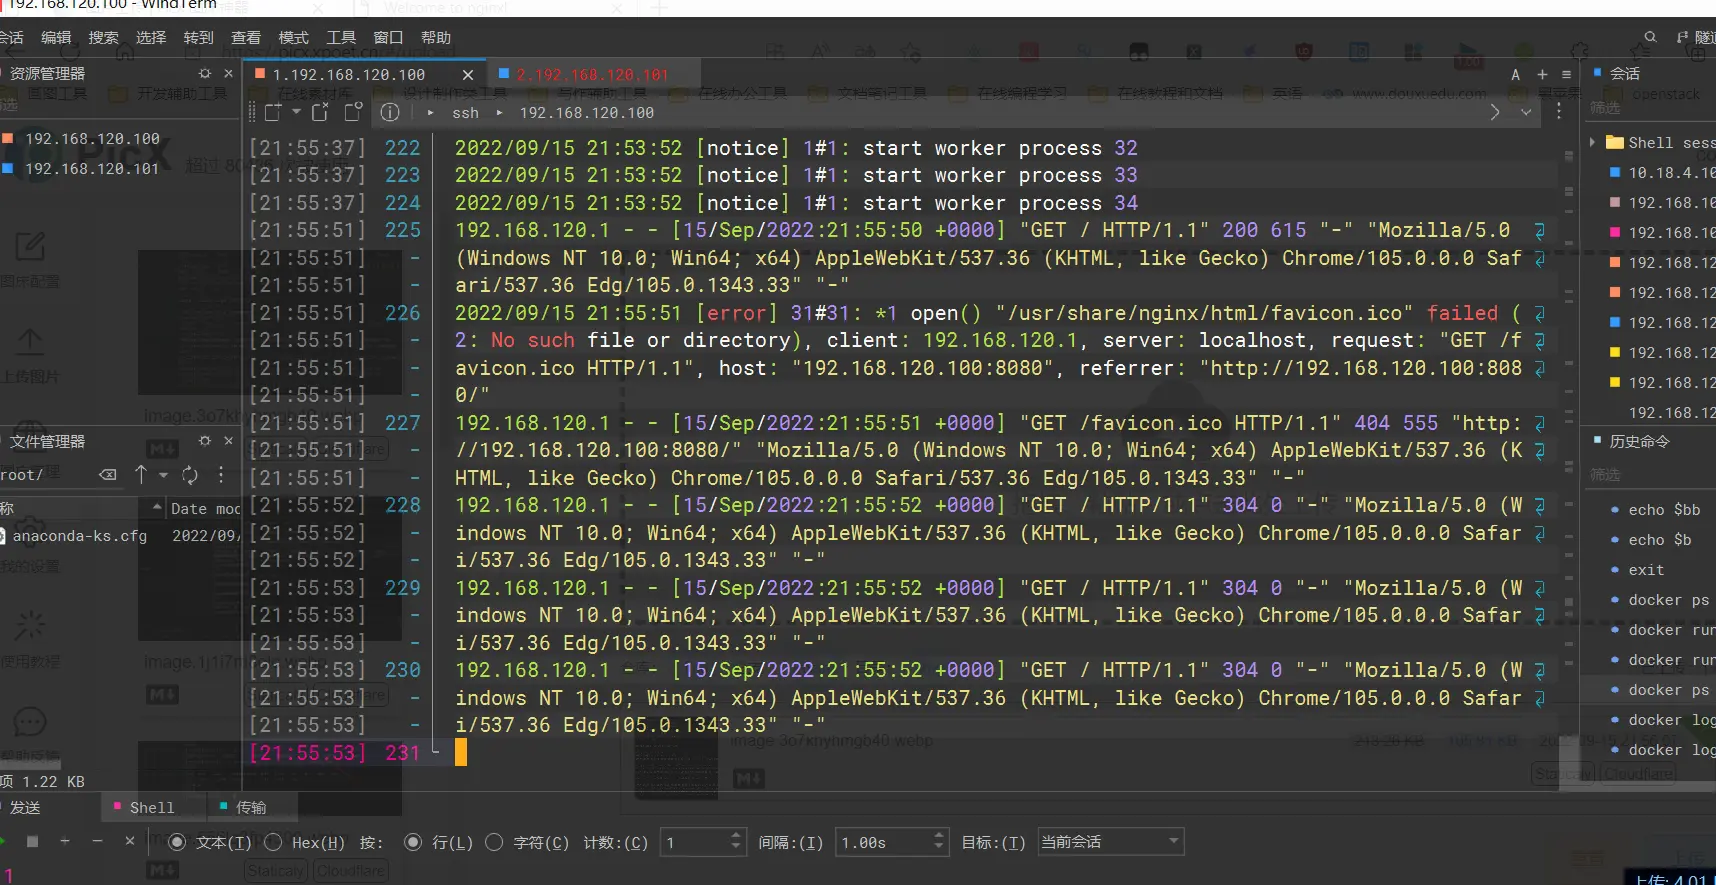 192.168.120.100 - WindTerm
会话 编辑 搜索 选择 转到 查看 模式 工具 窗口 帮助
资源管理器
1.192.168.120.100
2.192.168.120.101
会话
ssh 192.168.120.100
筛选
192.168.120.100
192.168.120.101
[21:55:37] 222 2022/09/15 21:53:52 [notice] 1#1: start worker process 32
[21:55:37] 223 2022/09/15 21:53:52 [notice] 1#1: start worker process 33
[21:55:37] 224 2022/09/15 21:53:52 [notice] 1#1: start worker process 34
[21:55:51] 225 192.168.120.1 - - [15/Sep/2022:21:55:50 +0000] "GET / HTTP/1.1" 200 615 "-" "Mozilla/5.0
[21:55:51] - (Windows NT 10.0; Win64; x64) AppleWebKit/537.36 (KHTML, like Gecko) Chrome/105.0.0.0 Saf
[21:55:51] - ari/537.36 Edg/105.0.1343.33" "-"
[21:55:51] 226 2022/09/15 21:55:51 [error] 31#31: *1 open() "/usr/share/nginx/html/favicon.ico" failed (
[21:55:51] - 2: No such file or directory), client: 192.168.120.1, server: localhost, request: "GET /f
[21:55:51] - avicon.ico HTTP/1.1", host: "192.168.120.100:8080", referrer: "http://192.168.120.100:808
[21:55:51] - 0/"
[21:55:51] 227 192.168.120.1 - - [15/Sep/2022:21:55:51 +0000] "GET /favicon.ico HTTP/1.1" 404 555 "http:
[21:55:51] - //192.168.120.100:8080/" "Mozilla/5.0 (Windows NT 10.0; Win64; x64) AppleWebKit/537.36 (K
[21:55:51] - HTML, like Gecko) Chrome/105.0.0.0 Safari/537.36 Edg/105.0.1343.33" "-"
[21:55:52] 228 192.168.120.1 - - [15/Sep/2022:21:55:52 +0000] "GET / HTTP/1.1" 304 0 "-" "Mozilla/5.0 (W
[21:55:52] - indows NT 10.0; Win64; x64) AppleWebKit/537.36 (KHTML, like Gecko) Chrome/105.0.0.0 Safar
[21:55:52] - i/537.36 Edg/105.0.1343.33" "-"
[21:55:53] 229 192.168.120.1 - - [15/Sep/2022:21:55:52 +0000] "GET / HTTP/1.1" 304 0 "-" "Mozilla/5.0 (W
[21:55:53] - indows NT 10.0; Win64; x64) AppleWebKit/537.36 (KHTML, like Gecko) Chrome/105.0.0.0 Safar
[21:55:53] - i/537.36 Edg/105.0.1343.33" "-"
[21:55:53] 230 192.168.120.1 - - [15/Sep/2022:21:55:52 +0000] "GET / HTTP/1.1" 304 0 "-" "Mozilla/5.0 (W
[21:55:53] - indows NT 10.0; Win64; x64) AppleWebKit/537.36 (KHTML, like Gecko) Chrome/105.0.0.0 Safar
[21:55:53] - i/537.36 Edg/105.0.1343.33" "-"
[21:55:53] 231 -
Shell sess
10.18.4.10
192.168.10
192.168.10
192.168.12
192.168.12
192.168.12
192.168.12
192.168.12
192.168.12
历史命令
筛选
echo $bb
echo $b
exit
docker ps
docker run
docker run
docker ps
docker log
docker log
文件管理器
root/
称 Date mod
anaconda-ks.cfg 2022/09/
项 1.22 KB
发送 Shell 传输
文本(T) Hex(H) 按: 行(L) 字符(C) 计数:(C) 1 间隔:(I) 1.00s 目标:(T) 当前会话
1
上传: 4.01